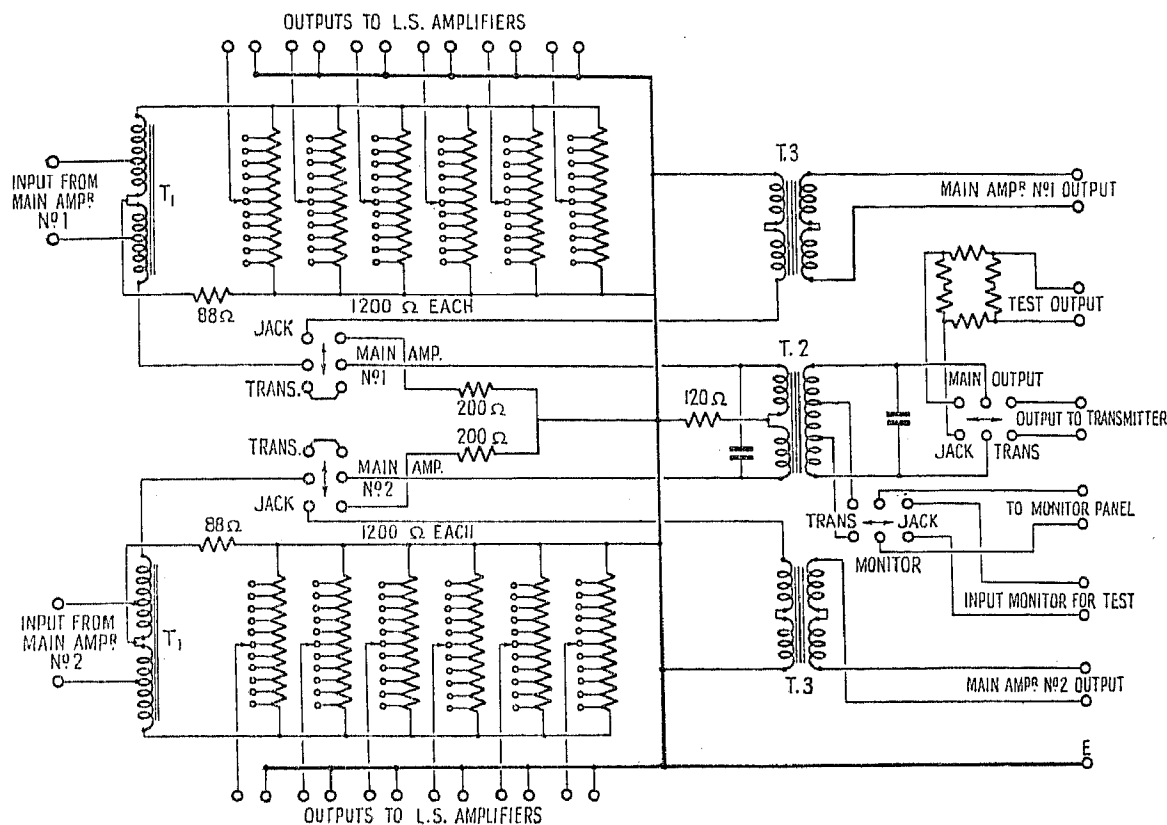 OUTPUTS TO L.S. AMPLIFIERS
INPUT FROM
MAIN AMPR.
Nº1
T1
88Ω
1200 Ω EACH
JACK
MAIN AMP.
Nº1
TRANS.
200 Ω
200 Ω
TRANS.
MAIN AMP.
Nº2
JACK
88Ω
1200 Ω EACH
INPUT FROM
MAIN AMPR.
Nº2
T1
OUTPUTS TO L.S. AMPLIFIERS
T.3
MAIN AMPR Nº1 OUTPUT
TEST OUTPUT
T.2
120Ω
MAIN OUTPUT
OUTPUT TO TRANSMITTER
JACK
TRANS
TRANS
JACK
MONITOR
TO MONITOR PANEL
INPUT MONITOR FOR TEST
T.3
MAIN AMPR Nº2 OUTPUT
E